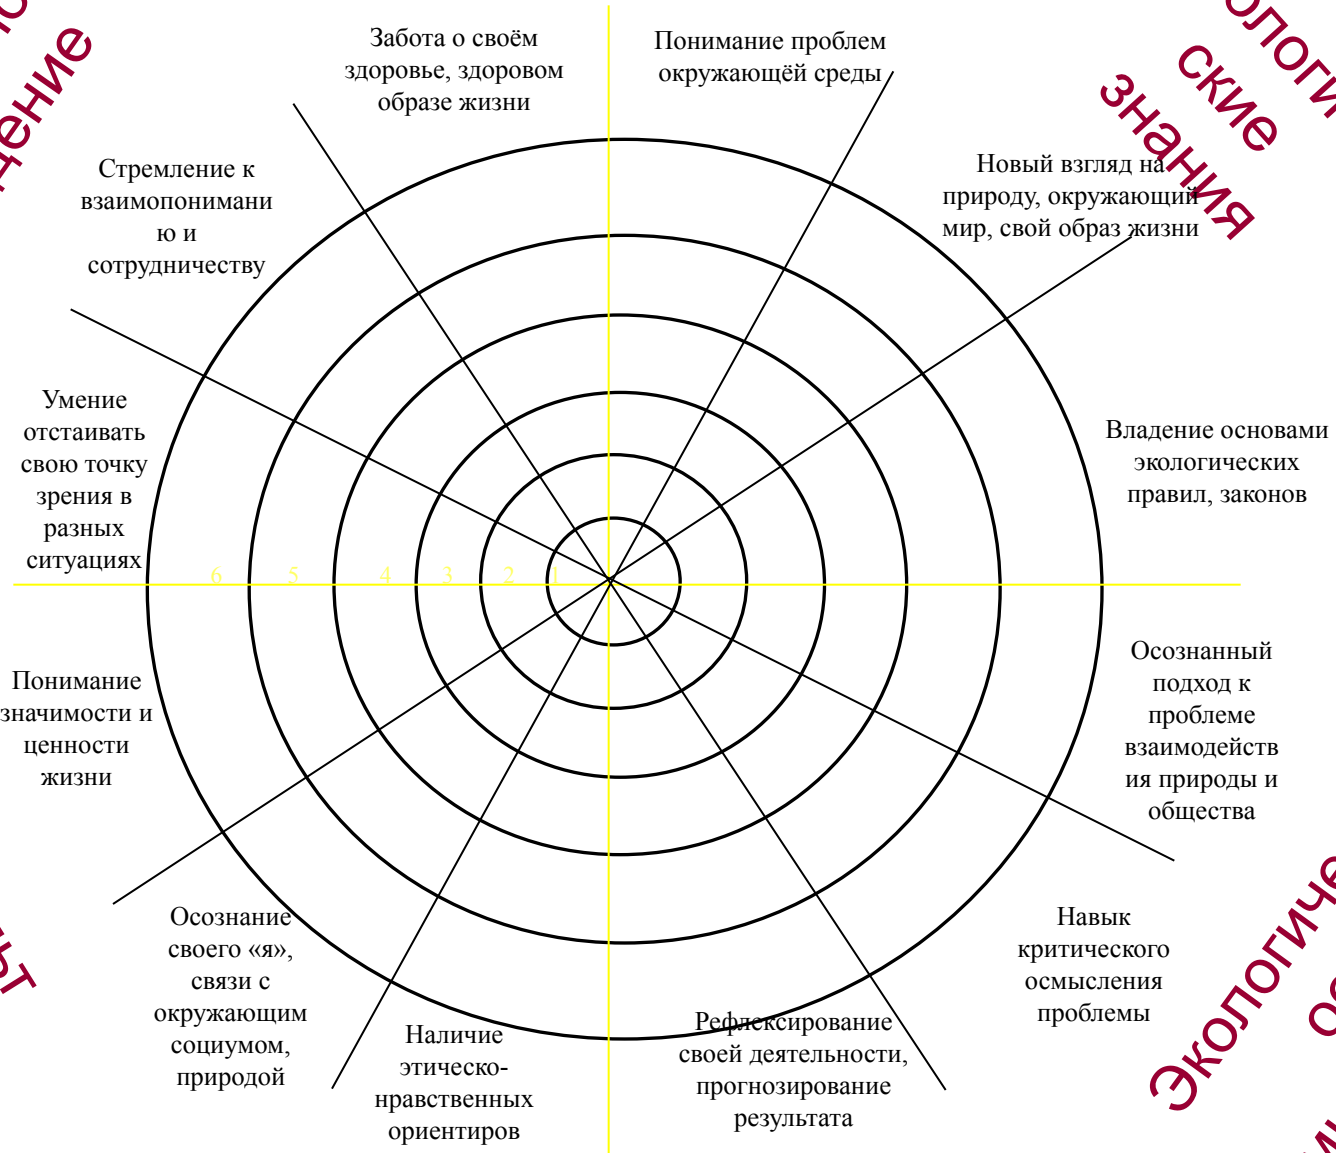 Забота о своём
здоровье, здоровом
образе жизни
Понимание проблем
окружающёй среды
ские
знания
Новый взгляд на
природу, окружающий
мир, свой образ жизни
Стремление к
взаимопонимани
ю и
сотрудничеству
Умение
отстаивать
свою точку
зрения в
разных
ситуациях
Владение основами
экологических
правил, законов
6 5 4 3 2 1
Понимание
значимости и
ценности
жизни
Осознанный
подход к
проблеме
взаимодейств
ия природы и
общества
Осознание
своего «я»,
связи с
окружающим
социумом,
природой
Наличие
этическо-
нравственных
ориентиров
Рефлексирование
своей деятельности,
прогнозирование
результата
Навык
критического
осмысления
проблемы